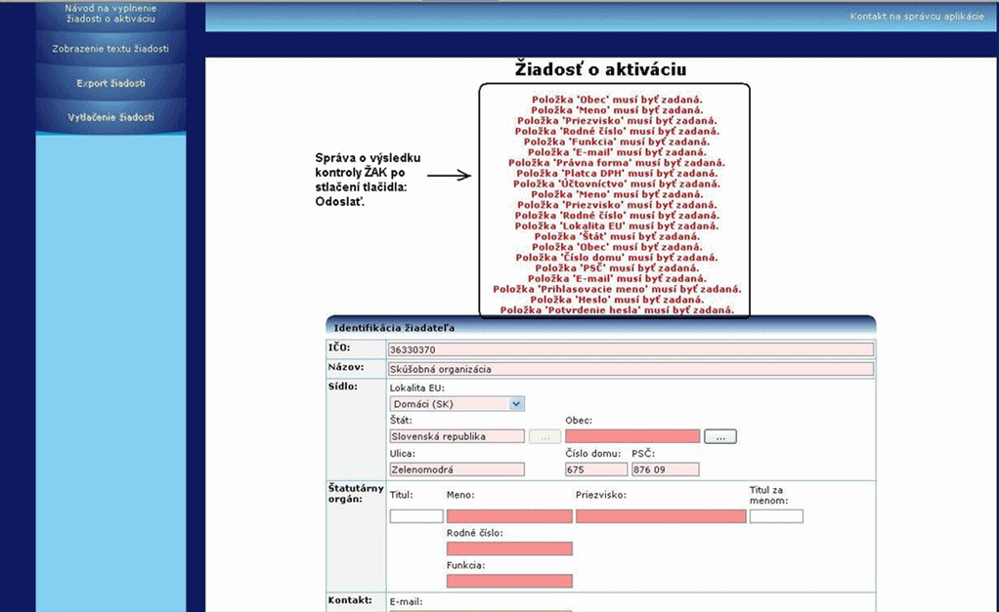 Návod na vyplnenie
žiadosti o aktiváciu
Zobrazenie textu žiadosti
Export žiadosti
Vytlačenie žiadosti
Kontakt na správcu aplikácie
Žiadosť o aktiváciu
Položka 'Obec' musí byť zadaná.
Položka 'Meno' musí byť zadaná.
Položka 'Priezvisko' musí byť zadaná.
Položka 'Rodné číslo' musí byť zadaná.
Položka 'Funkcia' musí byť zadaná.
Položka 'E-mail' musí byť zadaná.
Položka 'Právna forma' musí byť zadaná.
Položka 'Platca DPH' musí byť zadaná.
Položka 'Účtovníctvo' musí byť zadaná.
Položka 'Meno' musí byť zadaná.
Položka 'Priezvisko' musí byť zadaná.
Položka 'Rodné číslo' musí byť zadaná.
Položka 'Lokalita EU' musí byť zadaná.
Položka 'Štát' musí byť zadaná.
Položka 'Obec' musí byť zadaná.
Položka 'Číslo domu' musí byť zadaná.
Položka 'PSČ' musí byť zadaná.
Položka 'E-mail' musí byť zadaná.
Položka 'Prihlasovacie meno' musí byť zadaná.
Položka 'Heslo' musí byť zadaná.
Položka 'Potvrdenie hesla' musí byť zadaná.
Správa o výsledku
kontroly ŽAK po
stlačení tlačidla:
Odoslať.
Identifikácia žiadateľa
IČO: 36330370
Názov: Skúšobná organizácia
Sídlo: Lokalita EU:
Domáci (SK)
Štát: Obec:
Slovenská republika ... ...
Ulica: Číslo domu: PSČ:
Zelenomodrá 675 876 09
Štatutárny
orgán:
Titul: Meno: Priezvisko: Titul za
menom:
Rodné číslo:
Funkcia:
Kontakt: E-mail: